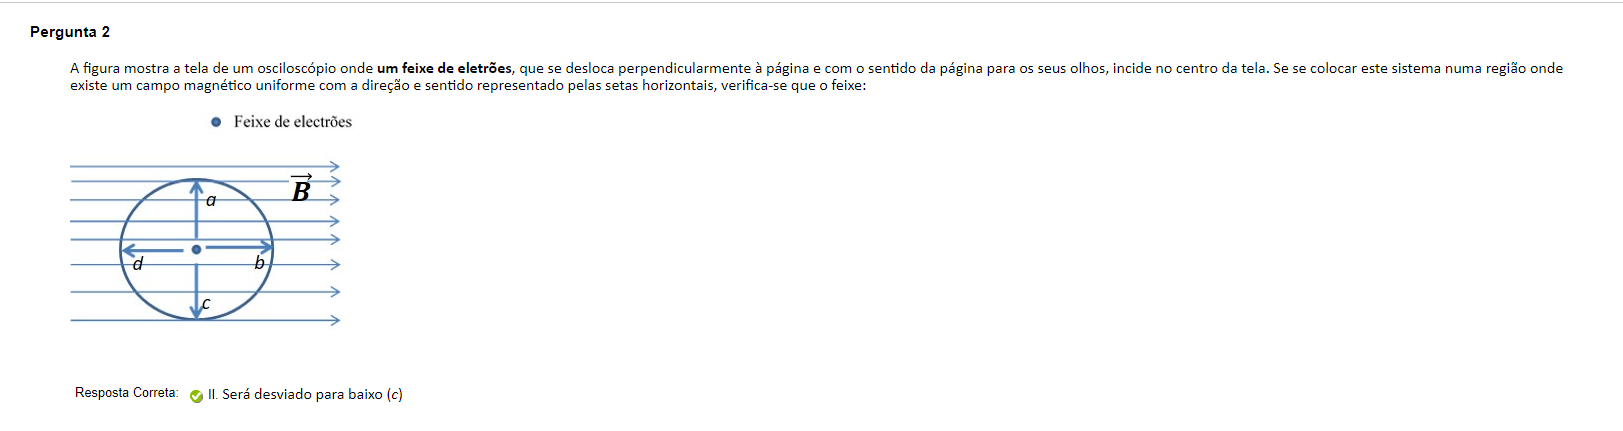 Pergunta 2
A figura mostra a tela de um osciloscópio onde um feixe de eletrões, que se desloca perpendicularmente à página e com o sentido da página para os seus olhos, incide no centro da tela. Se se colocar este sistema numa região onde
existe um campo magnético uniforme com a direção e sentido representado pelas setas horizontais, verifica-se que o feixe:
Feixe de electrões
B
a
d
b
c
Resposta Correta: II. Será desviado para baixo (c)